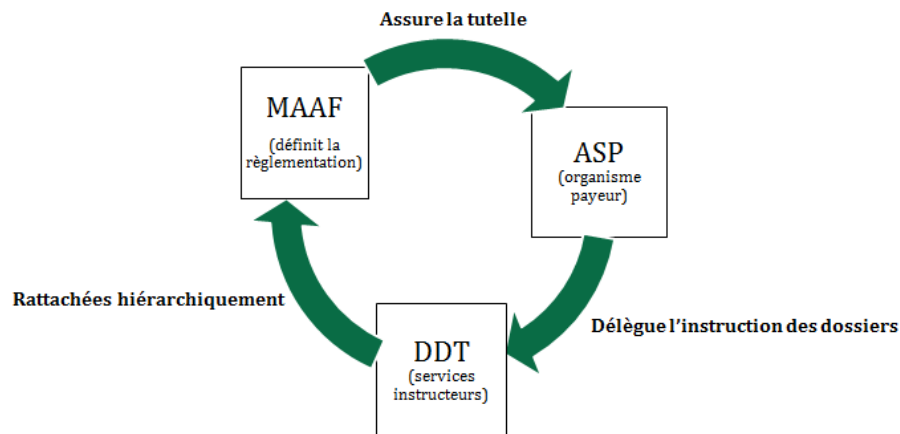 Assure la tutelle
MAAF
(définit la
règlementation)
ASP
(organisme
payeur)
Rattachées hiérarchiquement
Délègue l'instruction des dossiers
DDT
(services
instructeurs)